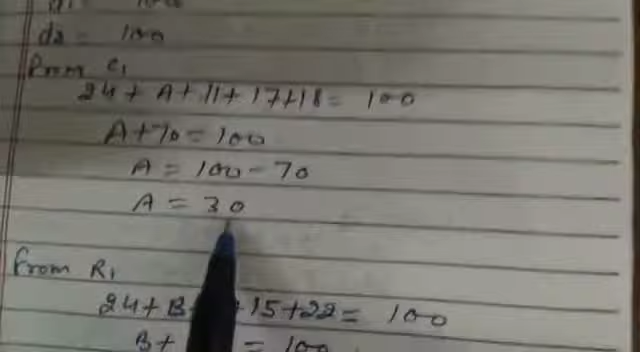 d2 = 100
From C1
24 + A + 11 + 17 + 18 = 100
A + 70 = 100
A = 100 - 70
A = 30
From R1
24 + B + 15 + 22 = 100
B + = 100